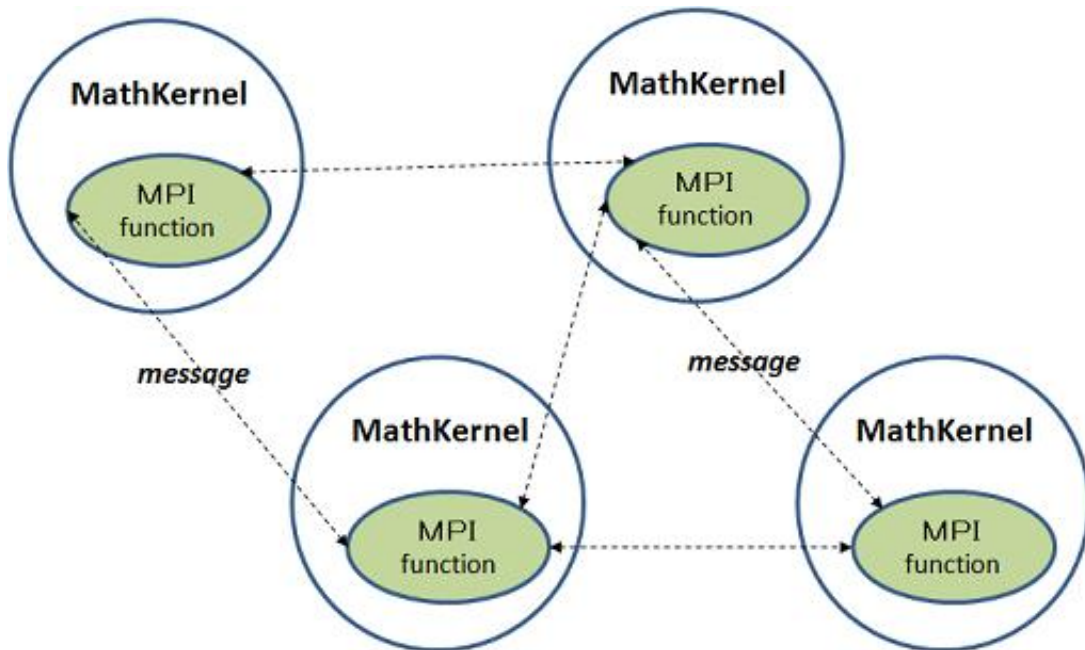 MathKernel
MPI
function
MathKernel
MPI
function
message
message
MathKernel
MPI
function
MathKernel
MPI
function